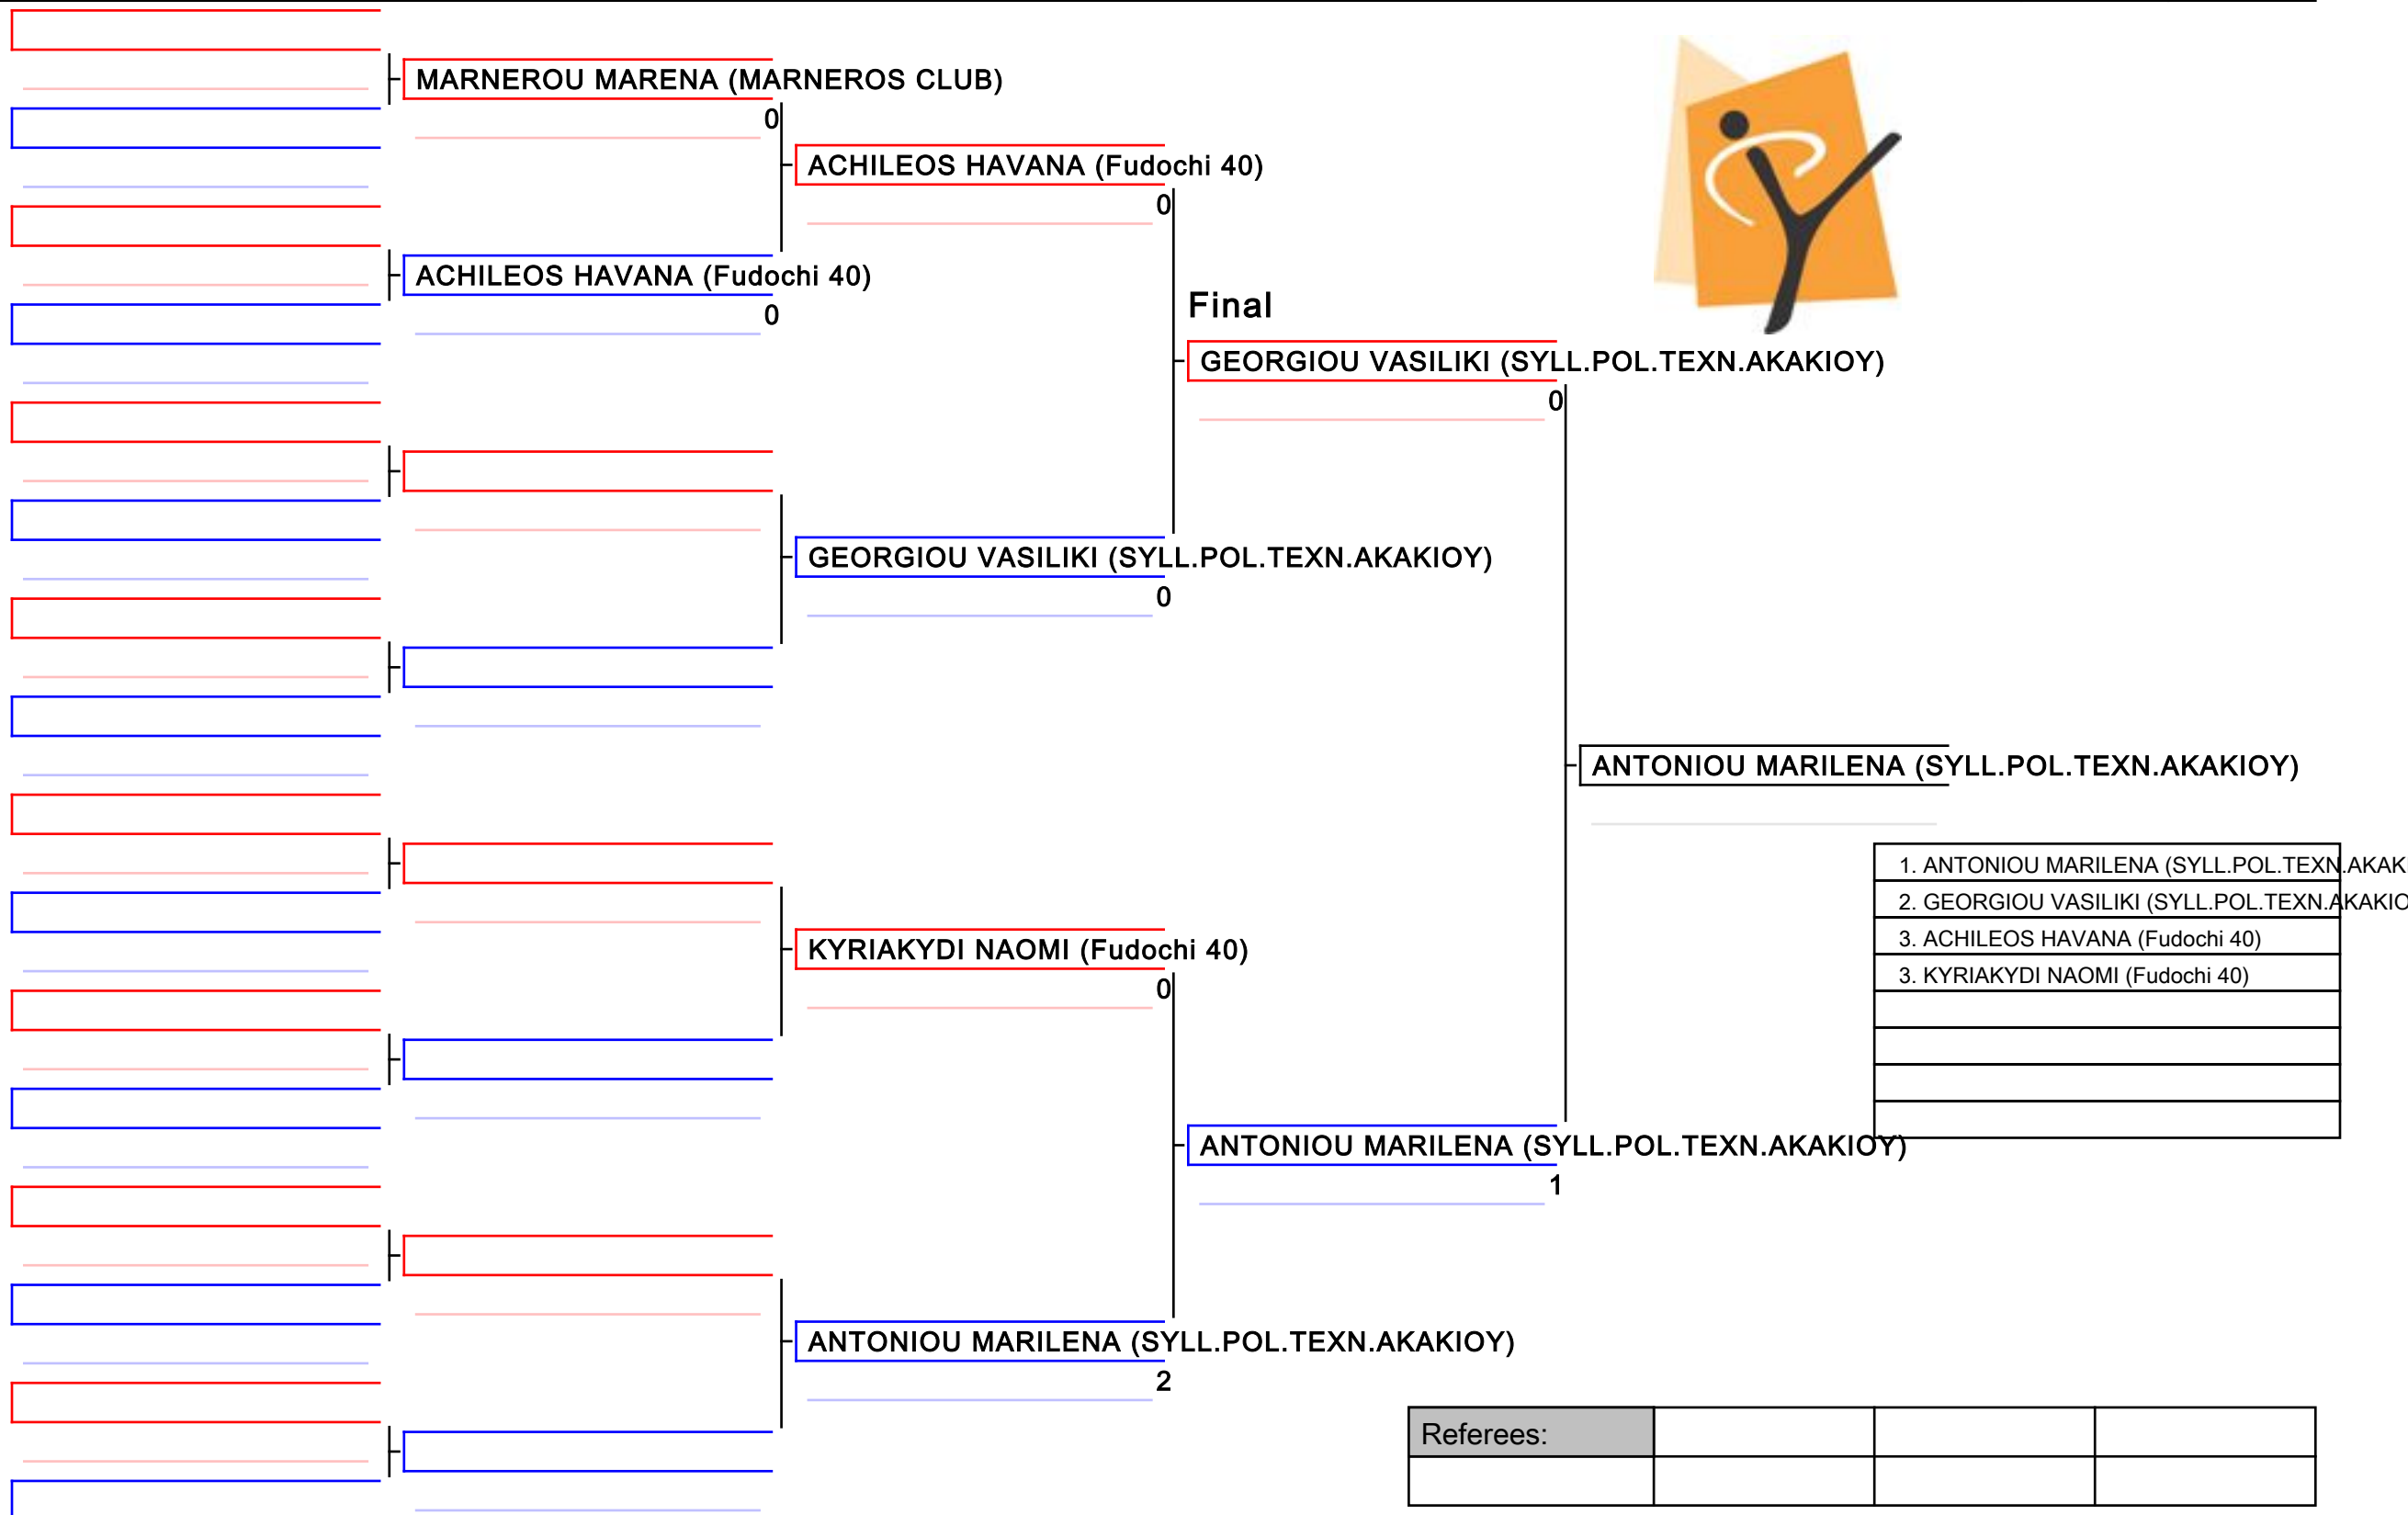 MARNEROU MARENA (MARNEROS CLUB)
0
ACHILEOS HAVANA (Fudochi 40)
0
ACHILEOS HAVANA (Fudochi 40)
0
Final
GEORGIOU VASILIKI (SYLL.POL.TEXN.AKAKIOY)
0
GEORGIOU VASILIKI (SYLL.POL.TEXN.AKAKIOY)
0
ANTONIOU MARILENA (SYLL.POL.TEXN.AKAKIOY)
1. ANTONIOU MARILENA (SYLL.POL.TEXN.AKAK
2. GEORGIOU VASILIKI (SYLL.POL.TEXN.AKAKIO
3. ACHILEOS HAVANA (Fudochi 40)
3. KYRIAKYDI NAOMI (Fudochi 40)
KYRIAKYDI NAOMI (Fudochi 40)
0
ANTONIOU MARILENA (SYLL.POL.TEXN.AKAKIOY)
1
ANTONIOU MARILENA (SYLL.POL.TEXN.AKAKIOY)
2
Referees: